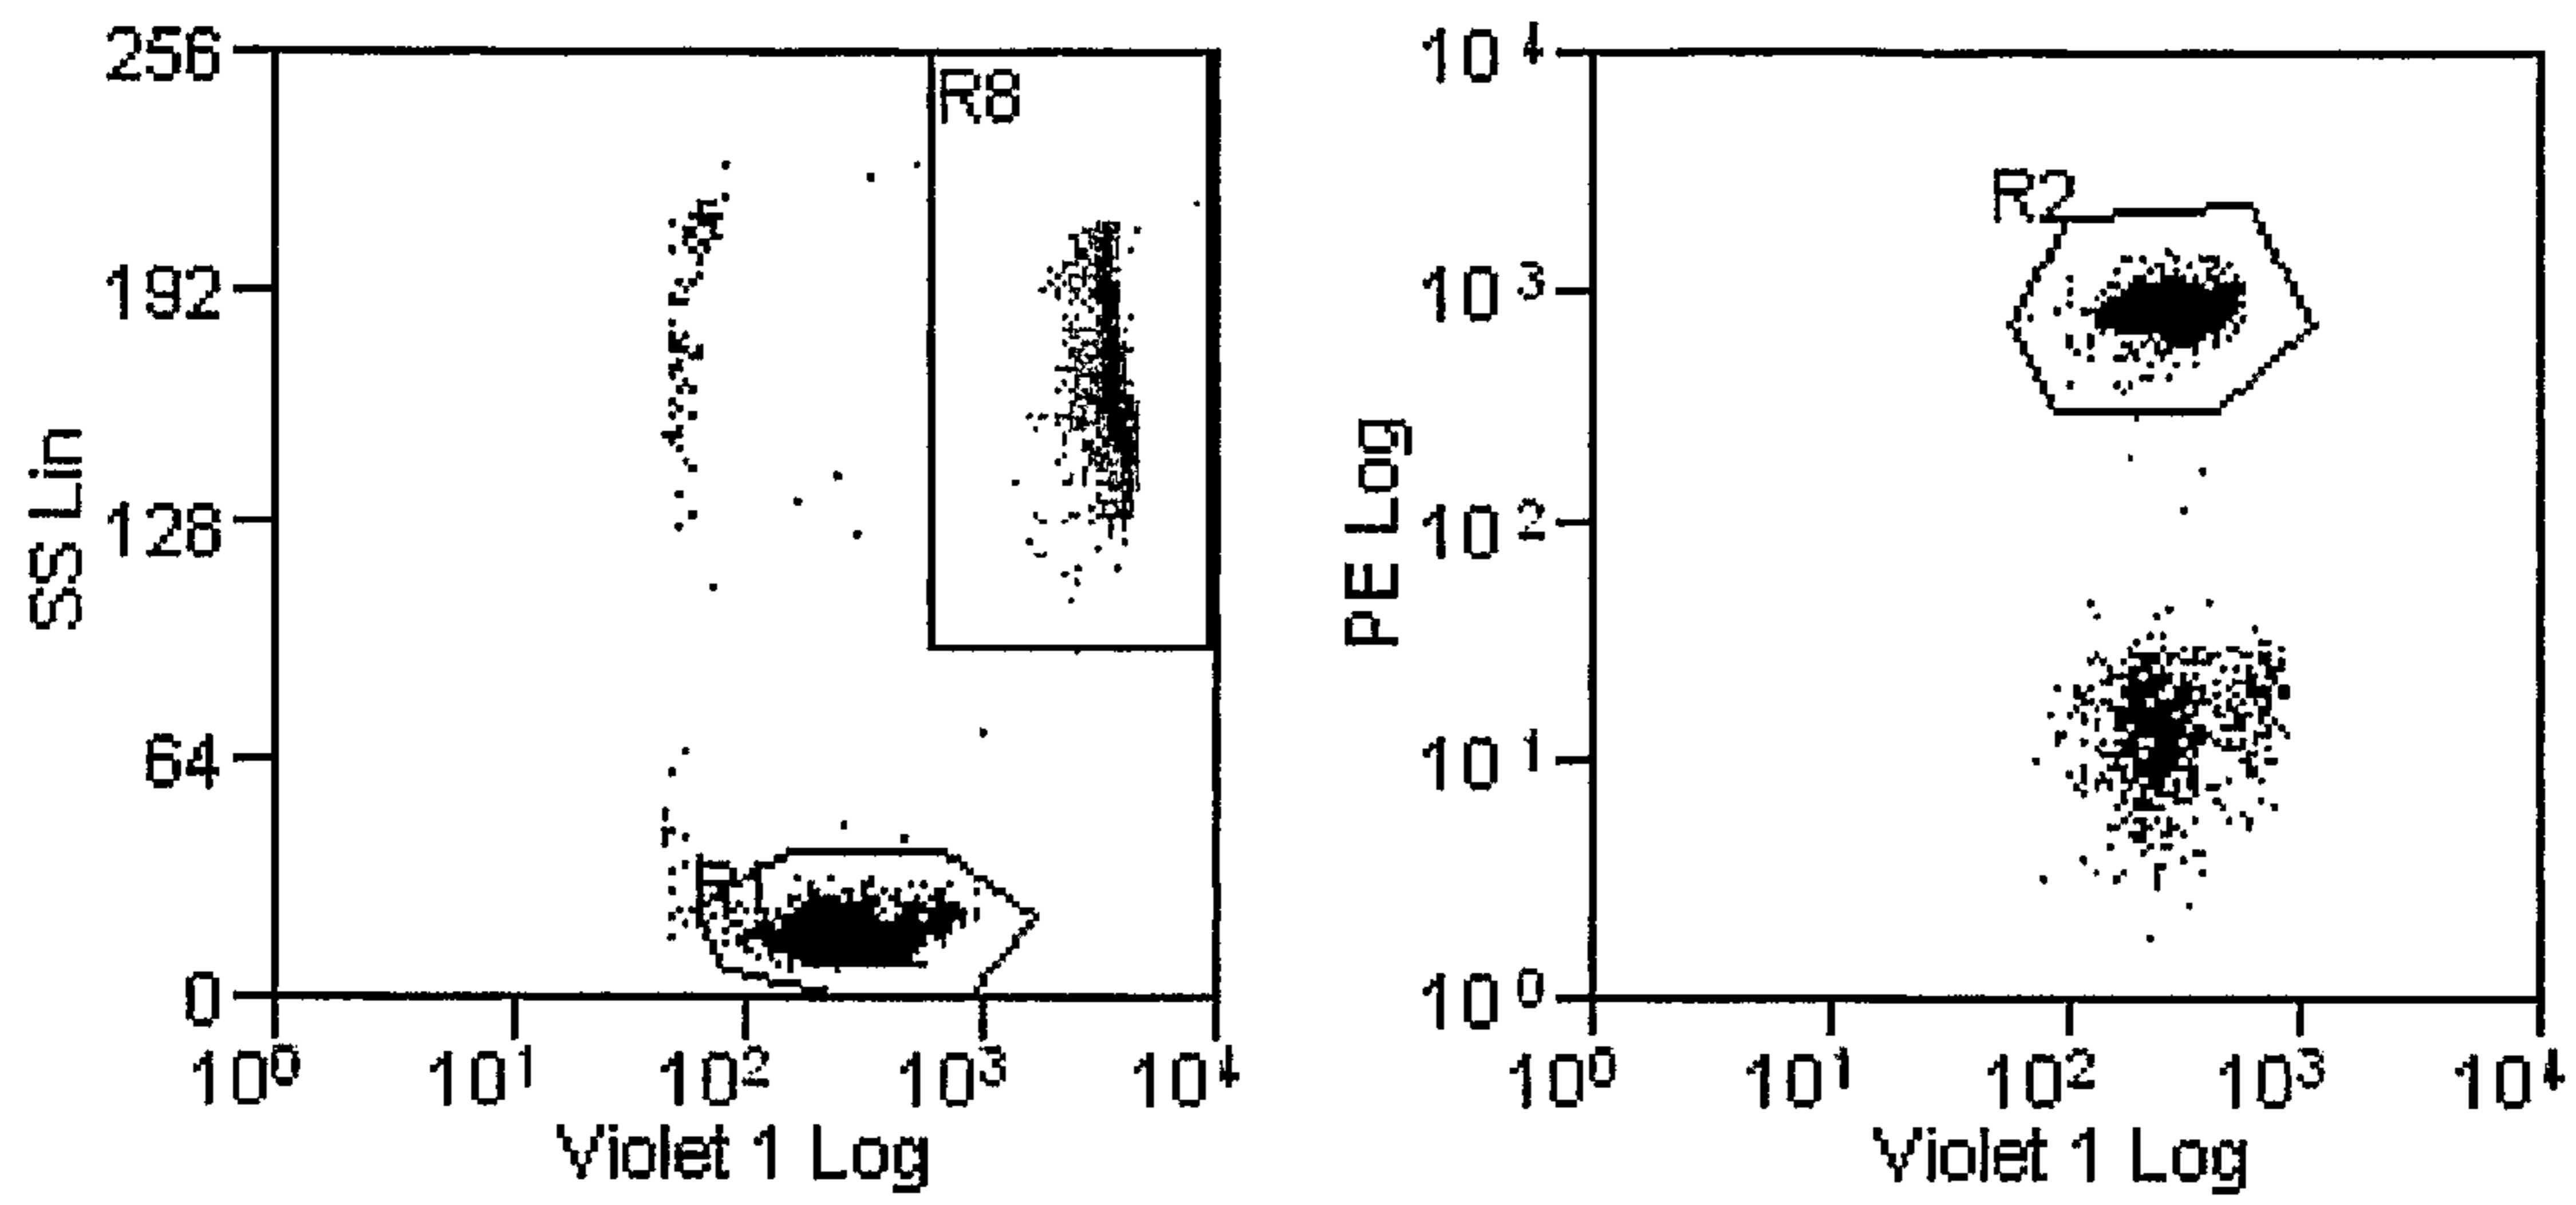 256
192
128
64
0
SS Lin
R8
10⁰ 10¹ 10² 10³ 10⁴
Violet 1 Log
10⁴
10³
10²
10¹
10⁰
PE Log
R2
10⁰ 10¹ 10² 10³ 10⁴
Violet 1 Log